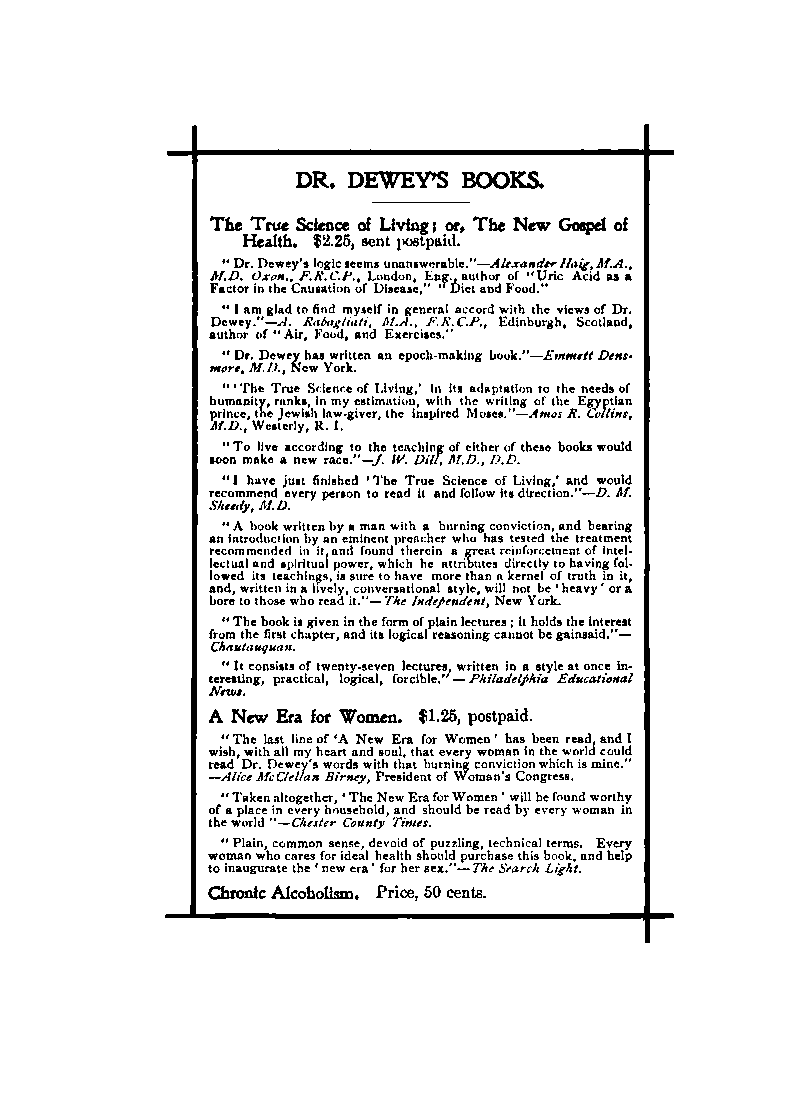 DR. DEWEY'S BOOKS.
The True Science of Living; or, The New Gospel of
Health. $2.25, sent postpaid.
"Dr. Dewey's logic seems unanswerable."—Alexander Haig, M.A.,
M.D. Oxon., F.R.C.P., London, Eng., author of "Uric Acid as a
Factor in the Causation of Disease," "Diet and Food."
"I am glad to find myself in general accord with the views of Dr.
Dewey."—A. Rabagliati, M.A., F.R.C.P., Edinburgh, Scotland,
author of "Air, Food, and Exercises."
"Dr. Dewey has written an epoch-making book."—Emmett Dens-
more, M.D., New York.
"'The True Science of Living,' in its adaptation to the needs of
humanity, ranks, in my estimation, with the writing of the Egyptian
prince, the Jewish law-giver, the inspired Moses."—Amos R. Collins,
M.D., Westerly, R. I.
"To live according to the teaching of either of these books would
soon make a new race."—J. W. Dill, M.D., D.D.
"I have just finished 'The True Science of Living,' and would
recommend every person to read it and follow its direction."—D. M.
Sheedy, M.D.
"A book written by a man with a burning conviction, and bearing
an introduction by an eminent preacher who has tested the treatment
recommended in it, and found therein a great reinforcement of intel-
lectual and spiritual power, which he attributes directly to having fol-
lowed its teachings, is sure to have more than a kernel of truth in it,
and, written in a lively, conversational style, will not be 'heavy' or a
bore to those who read it."—The Independent, New York.
"The book is given in the form of plain lectures; it holds the interest
from the first chapter, and its logical reasoning cannot be gainsaid."—
Chautauquan.
"It consists of twenty-seven lectures, written in a style at once in-
teresting, practical, logical, forcible."—Philadelphia Educational
News.
A New Era for Women. $1.25, postpaid.
"The last line of 'A New Era for Women' has been read, and I
wish, with all my heart and soul, that every woman in the world could
read Dr. Dewey's words with that burning conviction which is mine."
—Alice McClellan Birney, President of Woman's Congress.
"Taken altogether, 'The New Era for Women' will be found worthy
of a place in every household, and should be read by every woman in
the world "—Chester County Times.
"Plain, common sense, devoid of puzzling, technical terms. Every
woman who cares for ideal health should purchase this book, and help
to inaugurate the 'new era' for her sex."—The Search Light.
Chronic Alcoholism. Price, 50 cents.